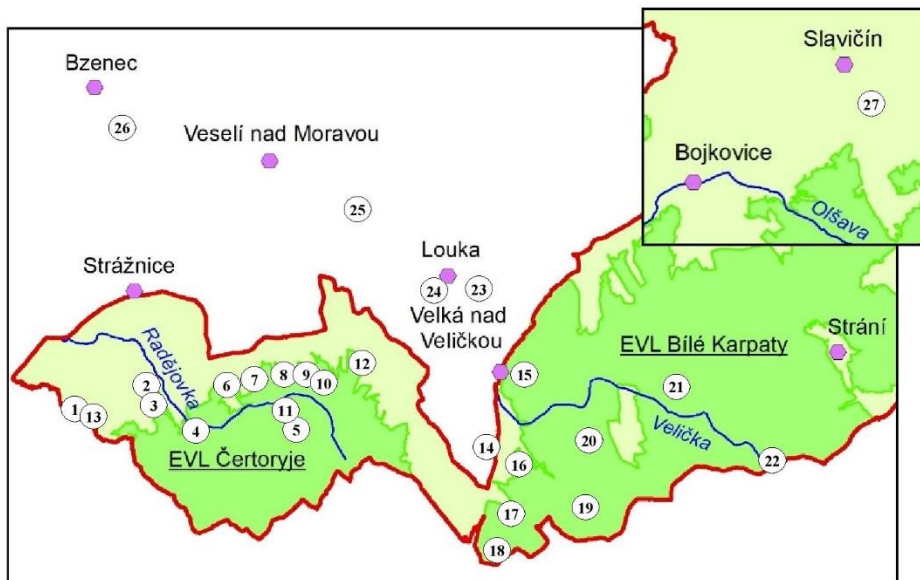 Slavičín
Bzenec
27
26
Veselí nad Moravou
Bojkovice
Olšava
25
Louka
Strážnice
24
23
Velká nad
Veličkou
Radějovka
EVL Bílé Karpaty
Strání
12
15
6
7
8
9
10
2
21
1
13
3
11
5
4
Velička
14
20
EVL Čertoryje
16
22
17
19
18